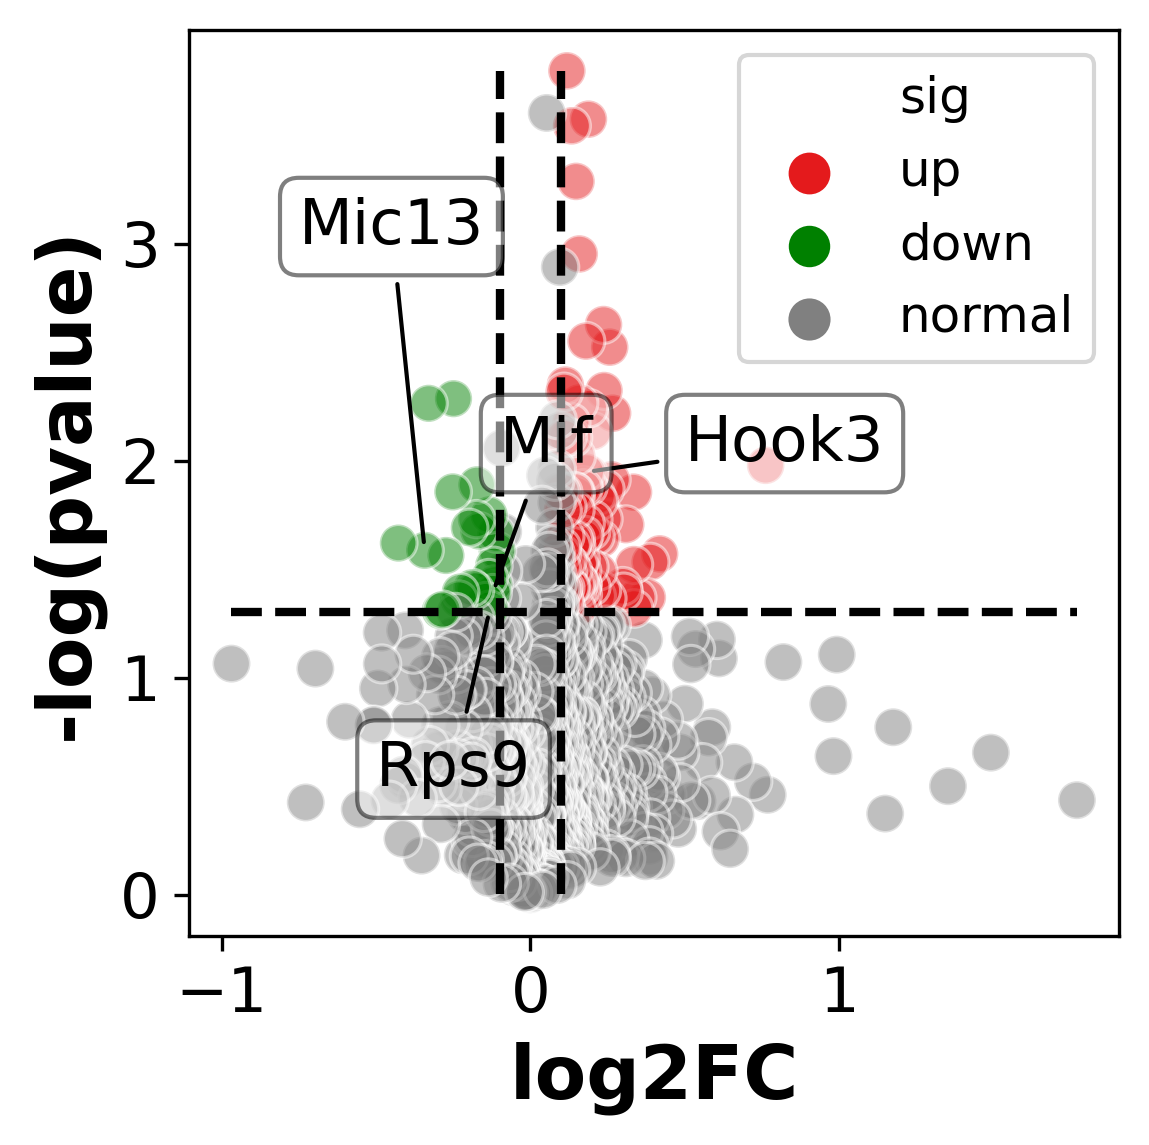 sig
up
down
normal
Mic13
Mif
Hook3
Rps9
-log(pvalue)
3
2
1
0
−1
0
1
log2FC